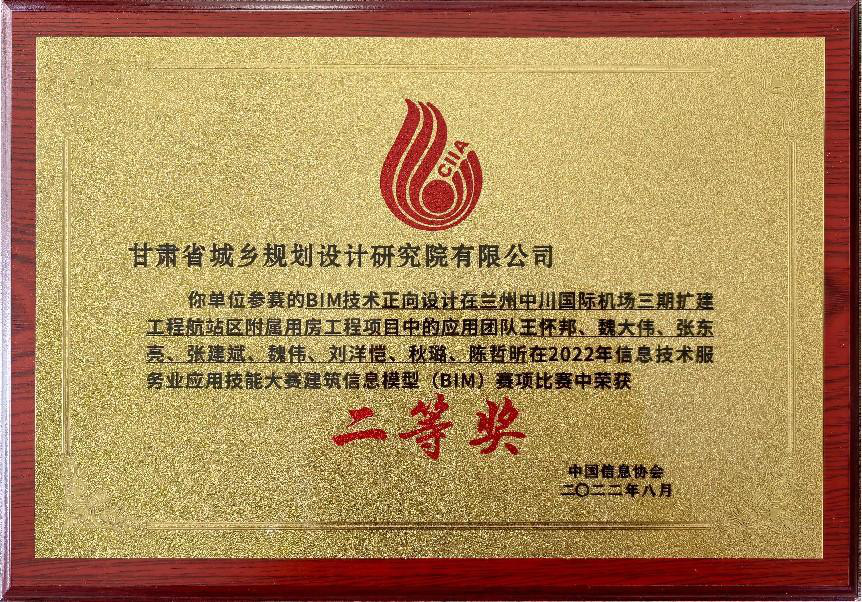 CIIA
甘肃省城乡规划设计研究院有限公司
你单位参赛的BIM技术正向设计在兰州中川国际机场三期扩建
工程航站区附属用房工程项目中的应用团队王怀邦、魏大伟、张东
亮、张建斌、魏伟、刘洋恺、秋璐、陈哲昕在2022年信息技术服
务业应用技能大赛建筑信息模型（BIM）赛项比赛中荣获
二等奖
中国信息协会
二〇二二年八月